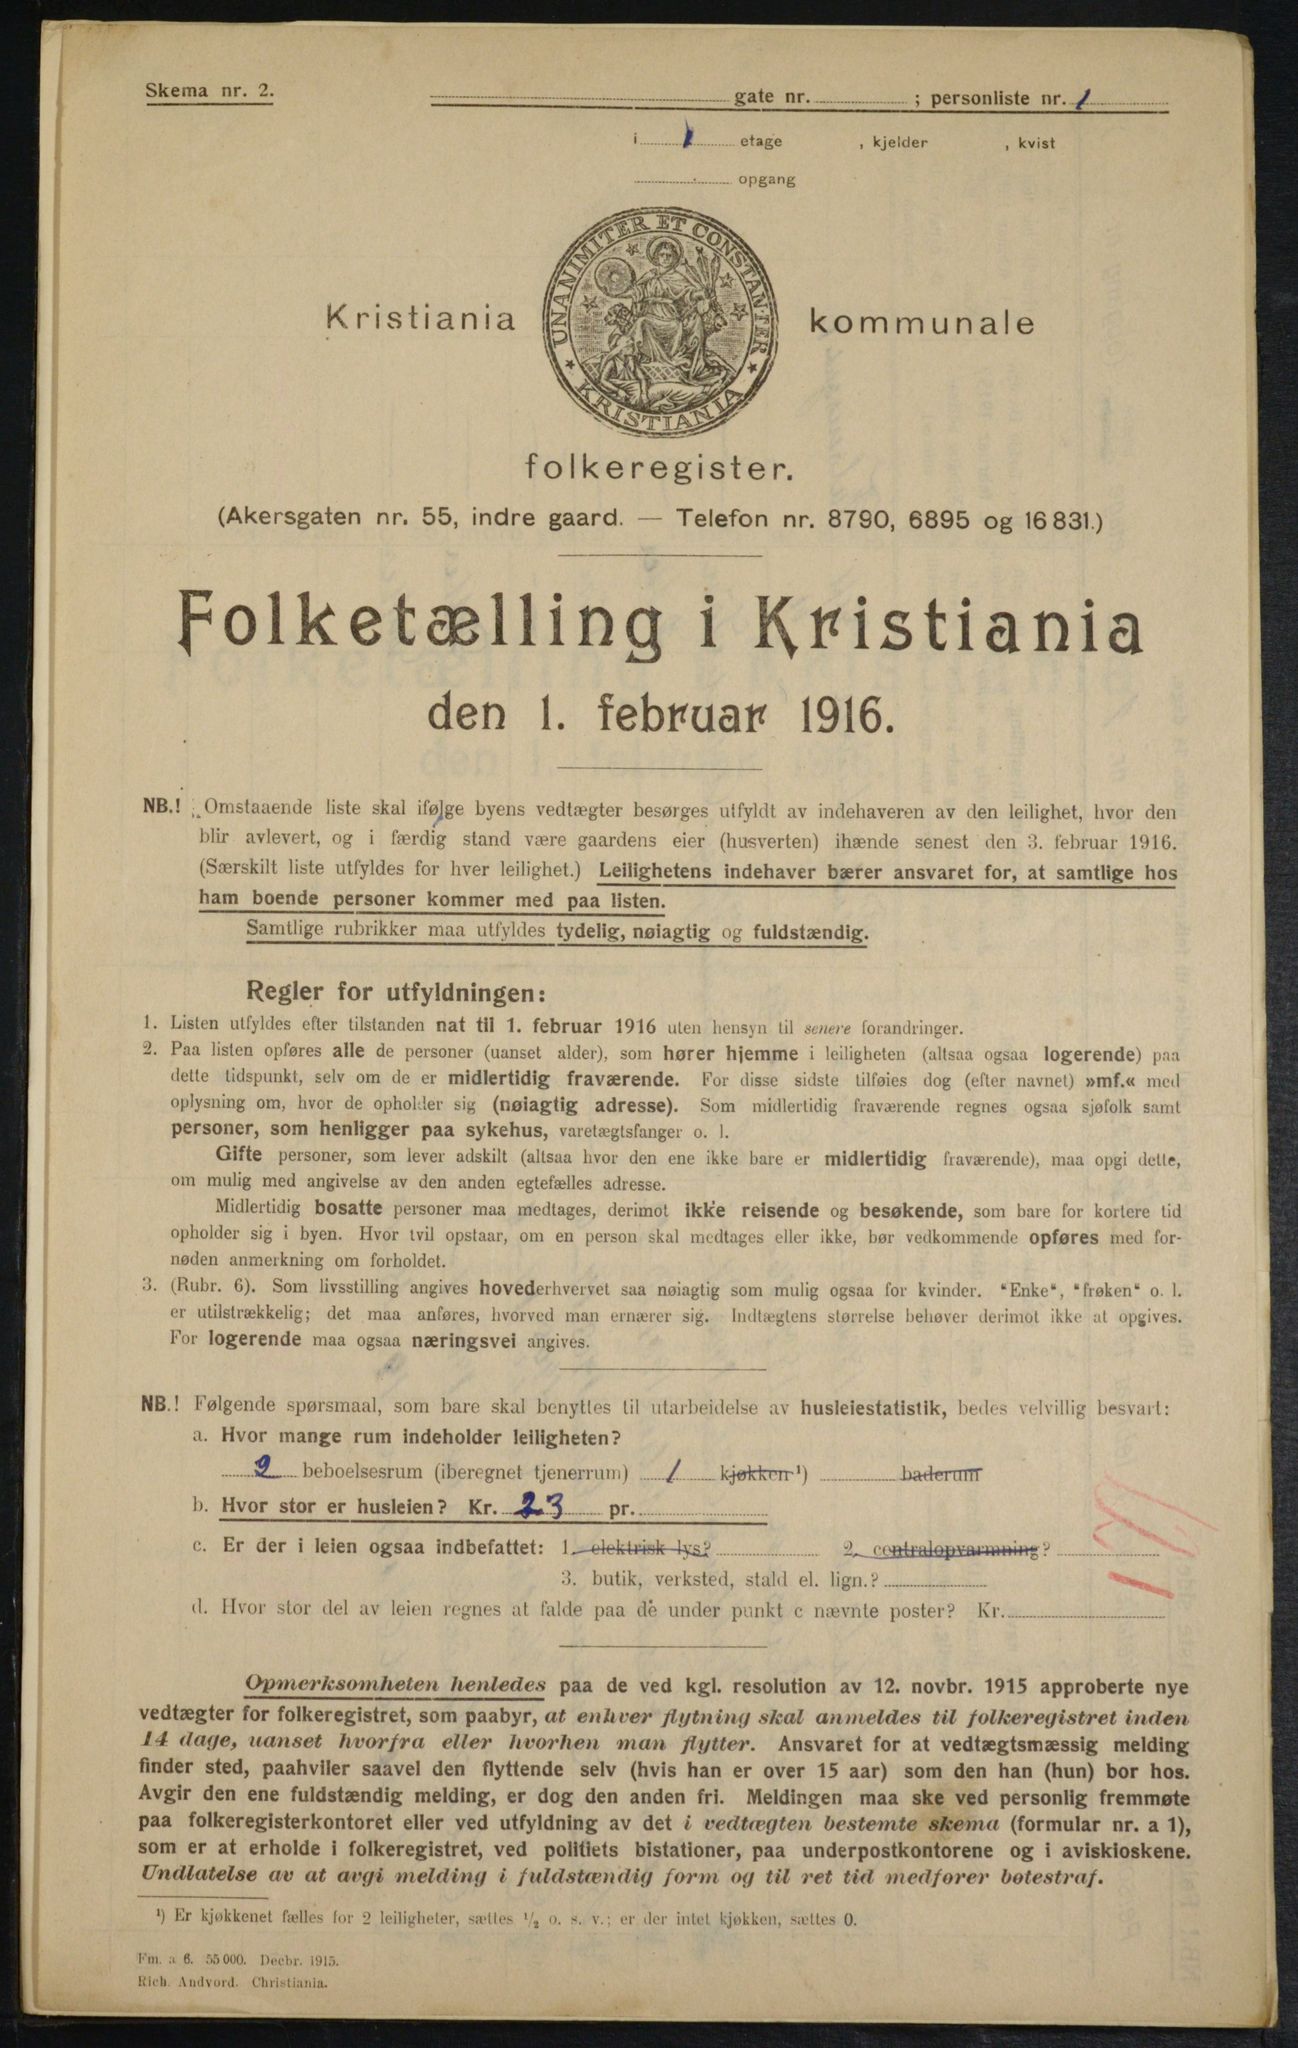 Skema nr. 2.
gate nr. ; personliste nr. 1
i 1 etage , kjelder , kvist
opgang
UNANIMITER ET CONSTANTER
KRISTIANIA
Kristiania kommunale
folkeregister.
(Akersgaten nr. 55, indre gaard. — Telefon nr. 8790, 6895 og 16 831.)
Folketælling i Kristiania
den 1. februar 1916.
NB.! Omstaaende liste skal ifølge byens vedtægter besørges utfyldt av indehaveren av den leilighet, hvor den
blir avlevert, og i færdig stand være gaardens eier (husverten) ihænde senest den 3. februar 1916.
(Særskilt liste utfyldes for hver leilighet.) Leilighetens indehaver bærer ansvaret for, at samtlige hos
ham boende personer kommer med paa listen.
Samtlige rubrikker maa utfyldes tydelig, nøiagtig og fuldstændig.
Regler for utfyldningen:
1. Listen utfyldes efter tilstanden nat til 1. februar 1916 uten hensyn til senere forandringer.
2. Paa listen opføres alle de personer (uanset alder), som hører hjemme i leiligheten (altsaa ogsaa logerende) paa
dette tidspunkt, selv om de er midlertidig fraværende. For disse sidste tilføies dog (efter navnet) »mf.« med
oplysning om, hvor de opholder sig (nøiagtig adresse). Som midlertidig fraværende regnes ogsaa sjøfolk samt
personer, som henligger paa sykehus, varetægtsfanger o. l.
Gifte personer, som lever adskilt (altsaa hvor den ene ikke bare er midlertidig fraværende), maa opgi dette,
om mulig med angivelse av den anden egtefælles adresse.
Midlertidig bosatte personer maa medtages, derimot ikke reisende og besøkende, som bare for kortere tid
opholder sig i byen. Hvor tvil opstaar, om en person skal medtages eller ikke, bør vedkommende opføres med for-
nøden anmerkning om forholdet.
3. (Rubr. 6). Som livsstilling angives hovederhvervet saa nøiagtig som mulig ogsaa for kvinder. "Enke", "frøken" o. l.
er utilstrækkelig; det maa anføres, hvorved man ernærer sig. Indtægtens størrelse behøver derimot ikke at opgives.
For logerende maa ogsaa næringsvei angives.
NB.! Følgende spørsmaal, som bare skal benyttes til utarbeidelse av husleiestatistik, bedes velvillig besvart:
a. Hvor mange rum indeholder leiligheten?
2 beboelsesrum (iberegnet tjenerrum) 1 kjøkken ¹) baderum
b. Hvor stor er husleien? Kr. 23 pr.
c. Er der i leien ogsaa indbefattet: 1. elektrisk lys? 2. centralopvarmning?
3. butik, verksted, stald el. lign.?
d. Hvor stor del av leien regnes at falde paa de under punkt c nævnte poster? Kr.
Opmerksomheten henledes paa de ved kgl. resolution av 12. novbr. 1915 approberte nye
vedtægter for folkeregistret, som paabyr, at enhver flytning skal anmeldes til folkeregistret inden
14 dage, uanset hvorfra eller hvorhen man flytter. Ansvaret for at vedtægtsmæssig melding
finder sted, paahviler saavel den flyttende selv (hvis han er over 15 aar) som den han (hun) bor hos.
Avgir den ene fuldstændig melding, er dog den anden fri. Meldingen maa ske ved personlig fremmøte
paa folkeregisterkontoret eller ved utfyldning av det i vedtægten bestemte skema (formular nr. a 1),
som er at erholde i folkeregistret, ved politiets bistationer, paa underpostkontorene og i aviskioskene.
Undlatelse av at avgi melding i fuldstændig form og til ret tid medfører bøtestraf.
¹) Er kjøkkenet fælles for 2 leiligheter, sættes ½ o. s. v.; er der intet kjøkken, sættes 0.
Fm. a 6. 55 000. Decbr. 1915.
Rich. Andvord. Christiania.